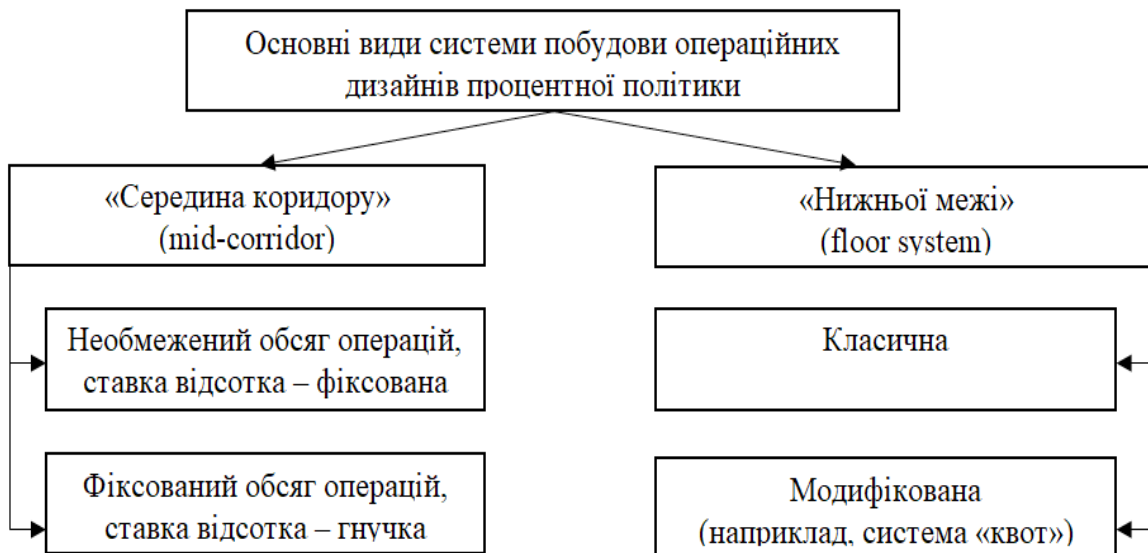 Основні види системи побудови операційних
дизайнів процентної політики
«Середина коридору»
(mid-corridor)
«Нижньої межі»
(floor system)
Необмежений обсяг операцій,
ставка відсотка – фіксована
Класична
Фіксований обсяг операцій,
ставка відсотка – гнучка
Модифікована
(наприклад, система «квот»)